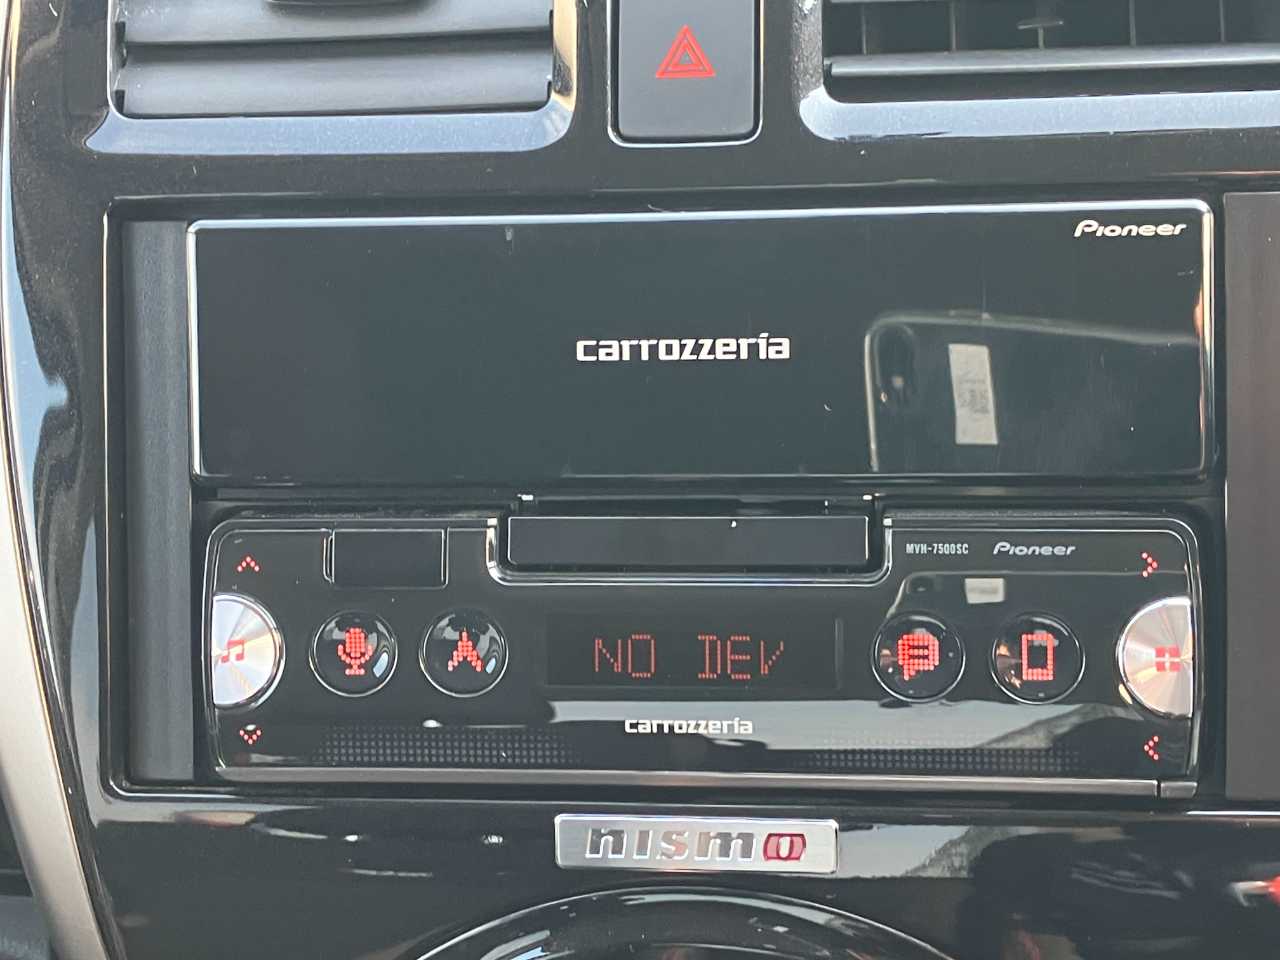 Pioneer
carrozzeria
MVH-7500SC Pioneer
NO DEV
carrozzeria
nismo